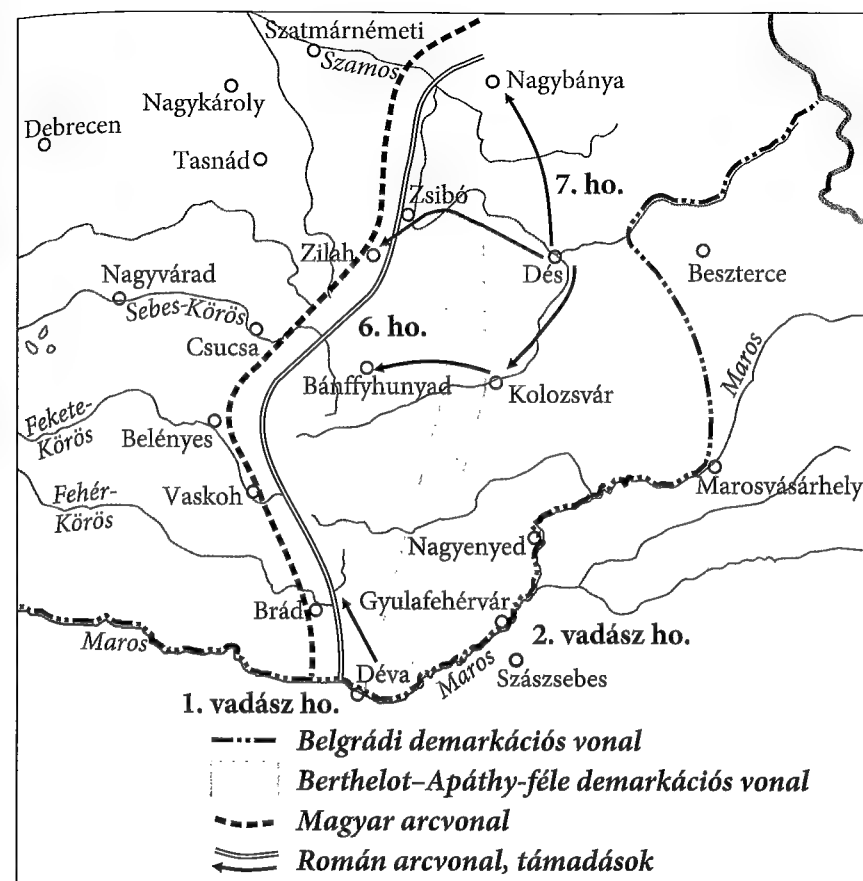 Szatmárnémeti
Szamos
Nagybánya
Nagykároly
Debrecen
Tasnád
7. ho.
Zsibó
Zilah
Dés
Beszterce
Nagyvárad
Sebes-Körös
6. ho.
Csucsa
Maros
Bánffyhunyad
Kolozsvár
Fekete-
Körös
Belényes
Marosvásárhely
Fehér-
Körös
Vaskoh
Nagyenyed
Brád
Gyulafehérvár
2. vadász ho.
Maros
Maros
Szászsebes
Déva
1. vadász ho.
Belgrádi demarkációs vonal
Berthelot–Apáthy-féle demarkációs vonal
Magyar arcvonal
Román arcvonal, támadások